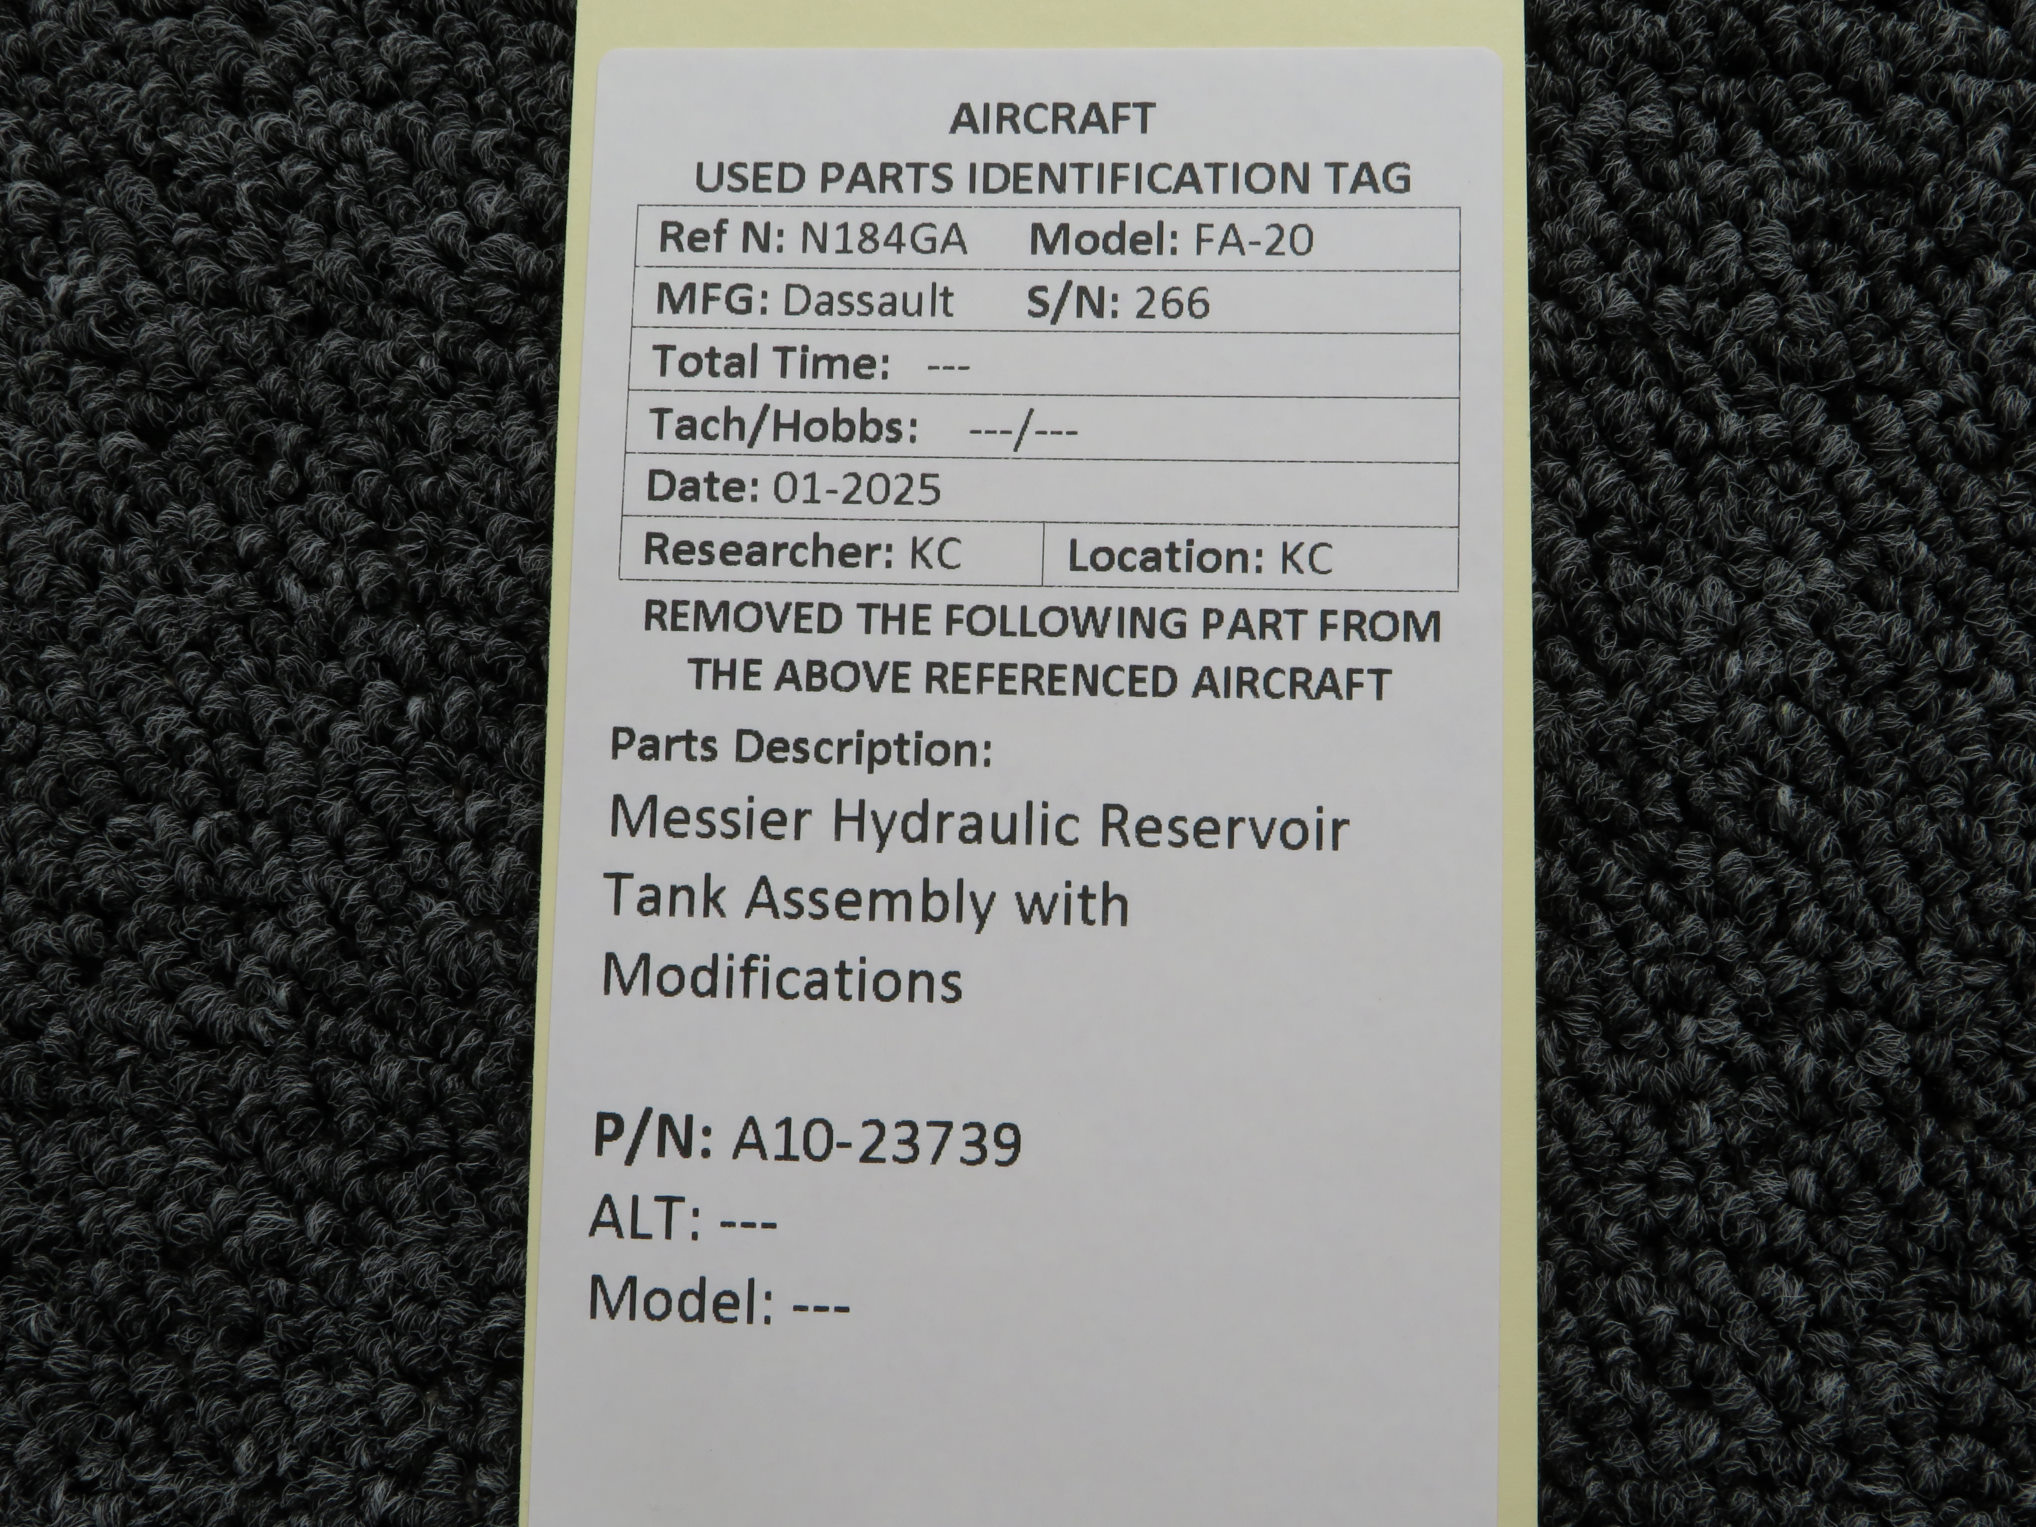 AIRCRAFT
USED PARTS IDENTIFICATION TAG
Ref N: N184GA Model: FA-20
MFG: Dassault S/N: 266
Total Time: ---
Tach/Hobbs: ---/---
Date: 01-2025
Researcher: KC Location: KC
REMOVED THE FOLLOWING PART FROM
THE ABOVE REFERENCED AIRCRAFT
Parts Description:
Messier Hydraulic Reservoir
Tank Assembly with
Modifications
P/N: A10-23739
ALT: ---
Model: ---